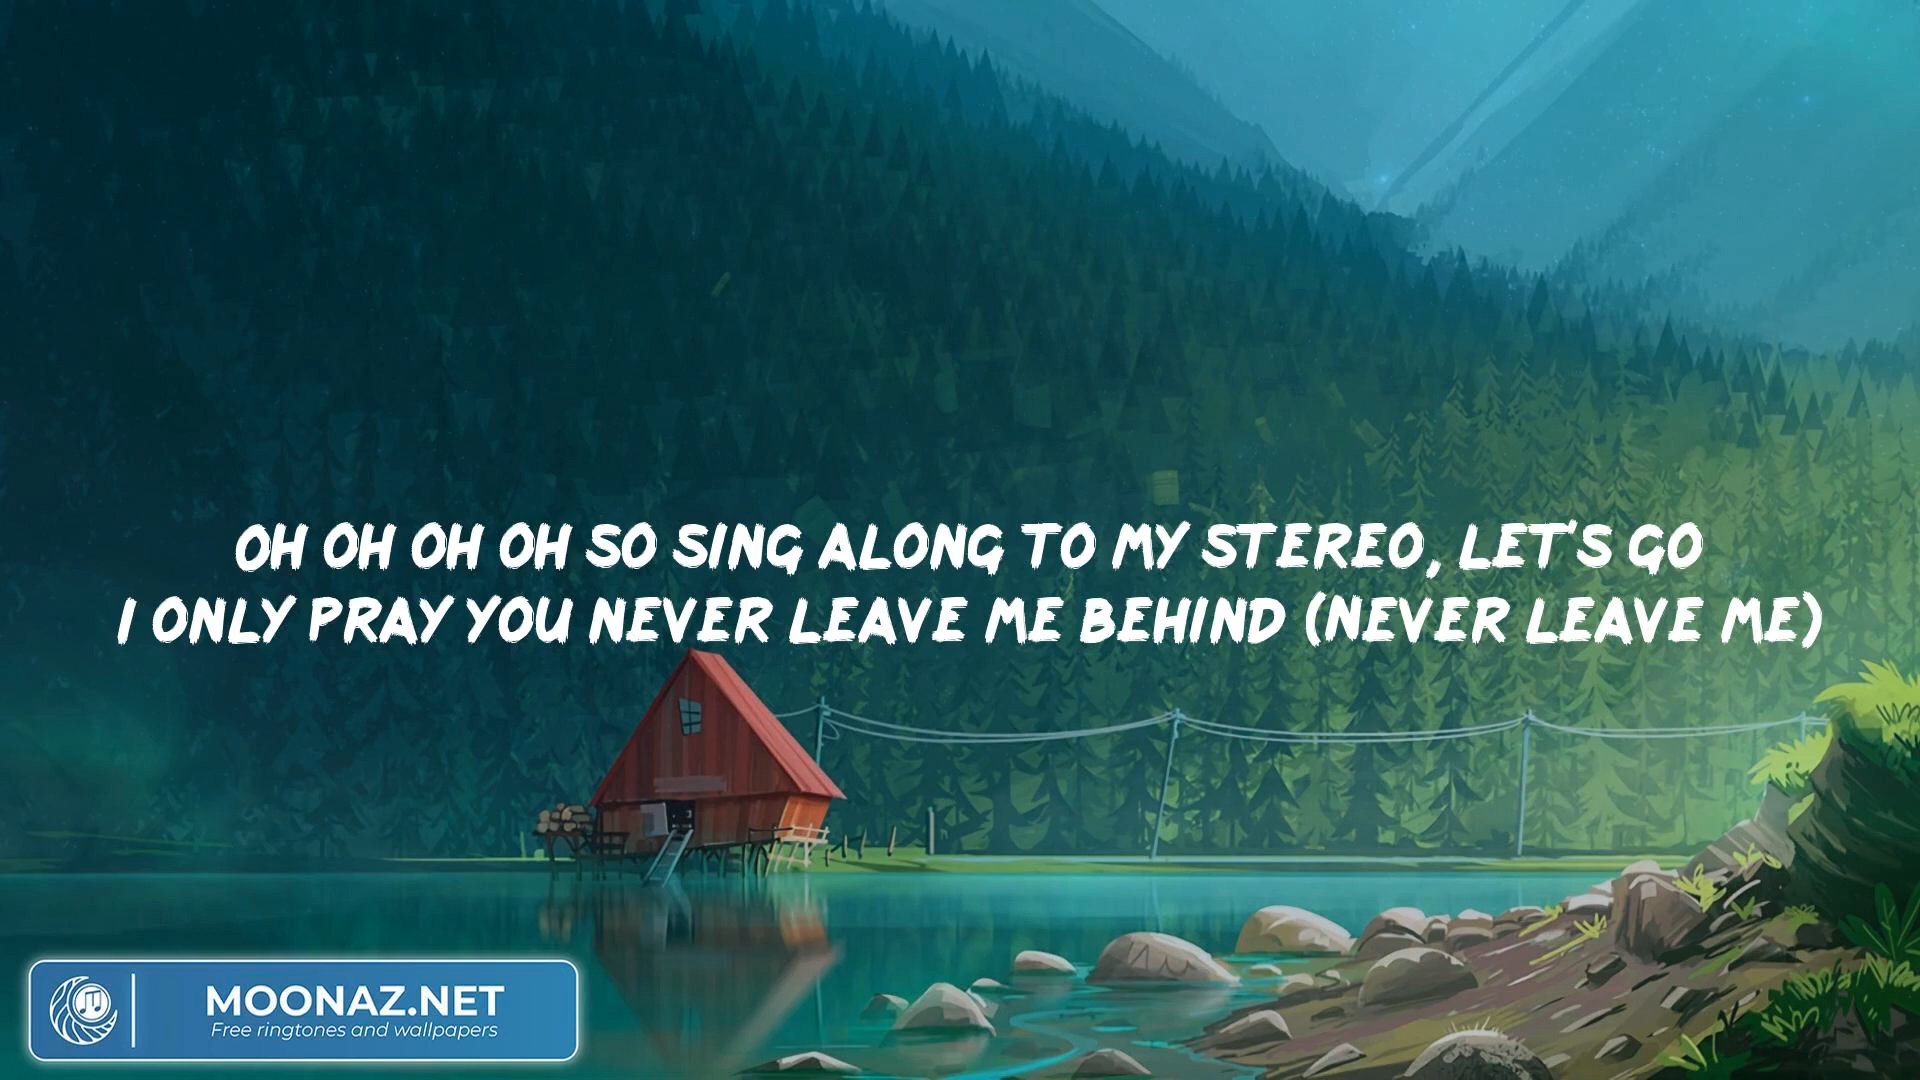 OH OH OH OH SO SING ALONG TO MY STEREO, LET'S GO
I ONLY PRAY YOU NEVER LEAVE ME BEHIND (NEVER LEAVE ME)
MOONAZ.NET
Free ringtones and wallpapers